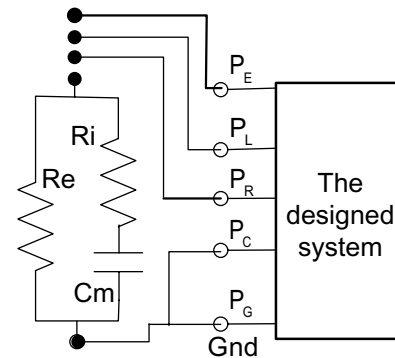 P_E
Ri
P_L
Re
P_R
The
designed
system
P_C
Cm
P_G
Gnd